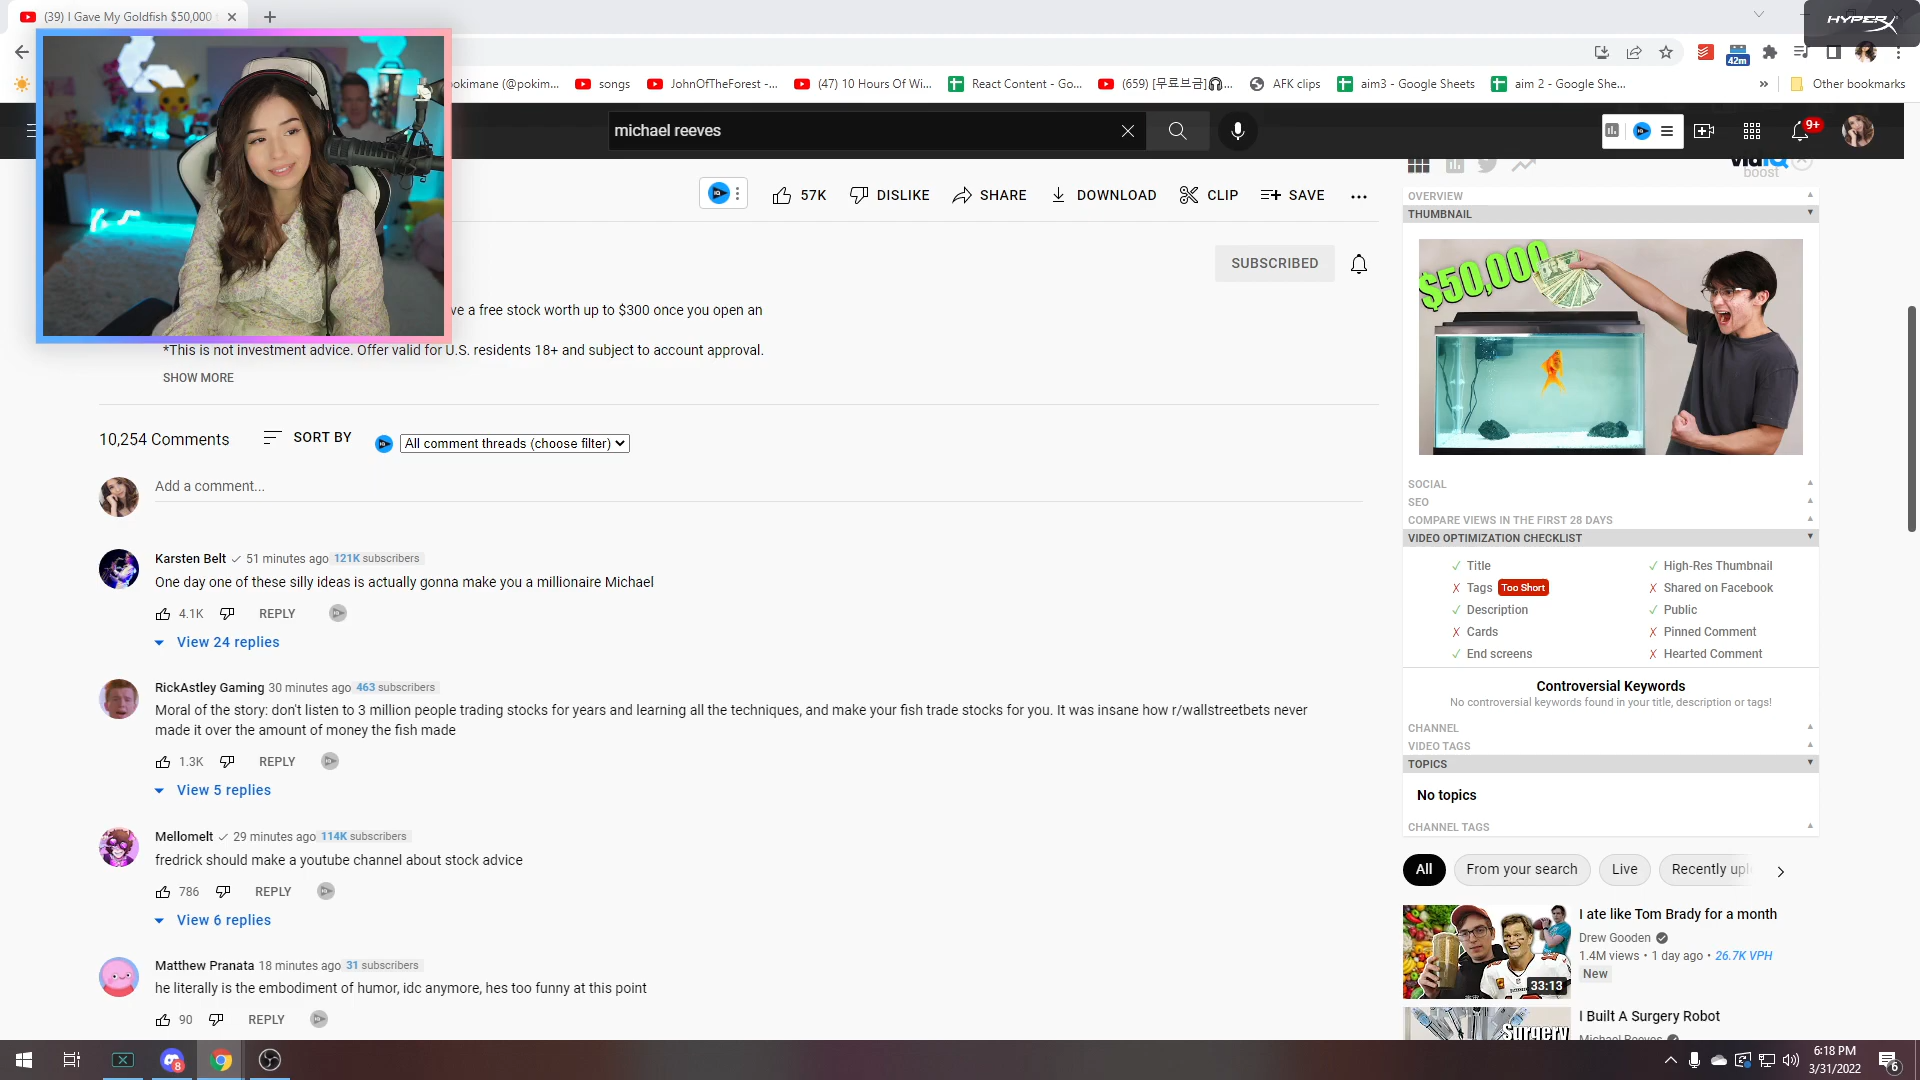 (39) I Gave My Goldfish $50,000
HYPERX
42m
okimane (@pokim...
songs
JohnOfTheForest -...
(47) 10 Hours Of Wi...
React Content - Go...
(659) [무료브금]🎧...
AFK clips
aim3 - Google Sheets
aim 2 - Google She...
»
Other bookmarks
michael reeves
9+
vidIQ
boost
57K
DISLIKE
SHARE
DOWNLOAD
CLIP
SAVE
SUBSCRIBED
ve a free stock worth up to $300 once you open an
*This is not investment advice. Offer valid for U.S. residents 18+ and subject to account approval.
SHOW MORE
10,254 Comments
SORT BY
All comment threads (choose filter)
Add a comment...
Karsten Belt 51 minutes ago 121K subscribers
One day one of these silly ideas is actually gonna make you a millionaire Michael
4.1K
REPLY
View 24 replies
RickAstley Gaming 30 minutes ago 463 subscribers
Moral of the story: don't listen to 3 million people trading stocks for years and learning all the techniques, and make your fish trade stocks for you. It was insane how r/wallstreetbets never
made it over the amount of money the fish made
1.3K
REPLY
View 5 replies
Mellomelt 29 minutes ago 114K subscribers
fredrick should make a youtube channel about stock advice
786
REPLY
View 6 replies
Matthew Pranata 18 minutes ago 31 subscribers
he literally is the embodiment of humor, idc anymore, hes too funny at this point
90
REPLY
OVERVIEW
THUMBNAIL
$50,000
SOCIAL
SEO
COMPARE VIEWS IN THE FIRST 28 DAYS
VIDEO OPTIMIZATION CHECKLIST
Title
High-Res Thumbnail
Tags Too Short
Shared on Facebook
Description
Public
Cards
Pinned Comment
End screens
Hearted Comment
Controversial Keywords
No controversial keywords found in your title, description or tags!
CHANNEL
VIDEO TAGS
TOPICS
No topics
CHANNEL TAGS
All
From your search
Live
Recently upl
33:13
I ate like Tom Brady for a month
Drew Gooden
1.4M views • 1 day ago • 26.7K VPH
New
Surgery
I Built A Surgery Robot
Michael Reeves
8
6:18 PM
3/31/2022
6